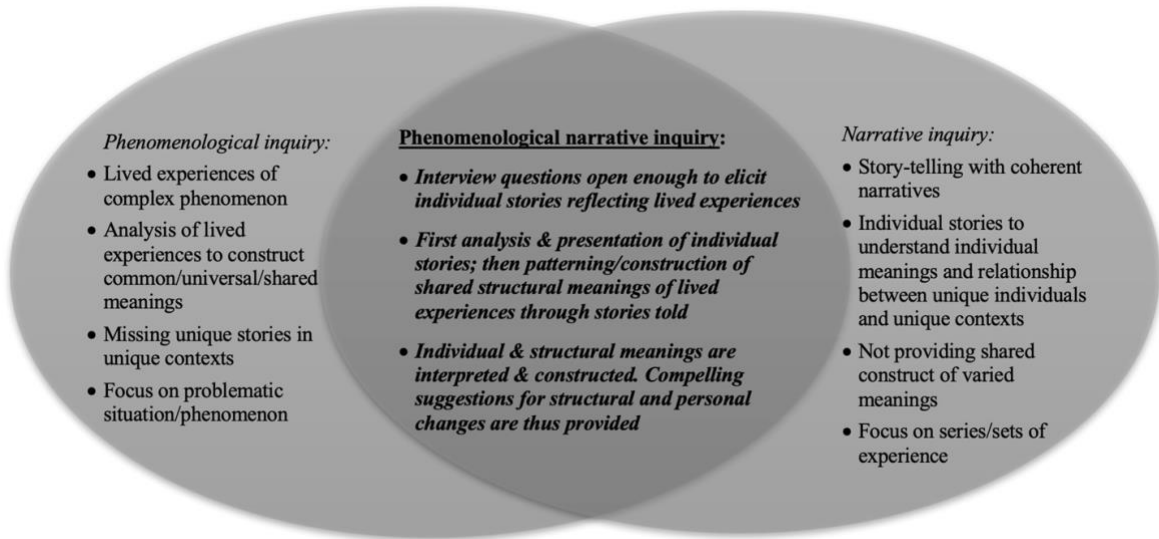 Phenomenological inquiry:
• Lived experiences of
complex phenomenon
• Analysis of lived
experiences to construct
common/universal/shared
meanings
• Missing unique stories in
unique contexts
• Focus on problematic
situation/phenomenon
Phenomenological narrative inquiry:
• Interview questions open enough to elicit
individual stories reflecting lived experiences
• First analysis & presentation of individual
stories; then patterning/construction of
shared structural meanings of lived
experiences through stories told
• Individual & structural meanings are
interpreted & constructed. Compelling
suggestions for structural and personal
changes are thus provided
Narrative inquiry:
• Story-telling with coherent
narratives
• Individual stories to
understand individual
meanings and relationship
between unique individuals
and unique contexts
• Not providing shared
construct of varied
meanings
• Focus on series/sets of
experience